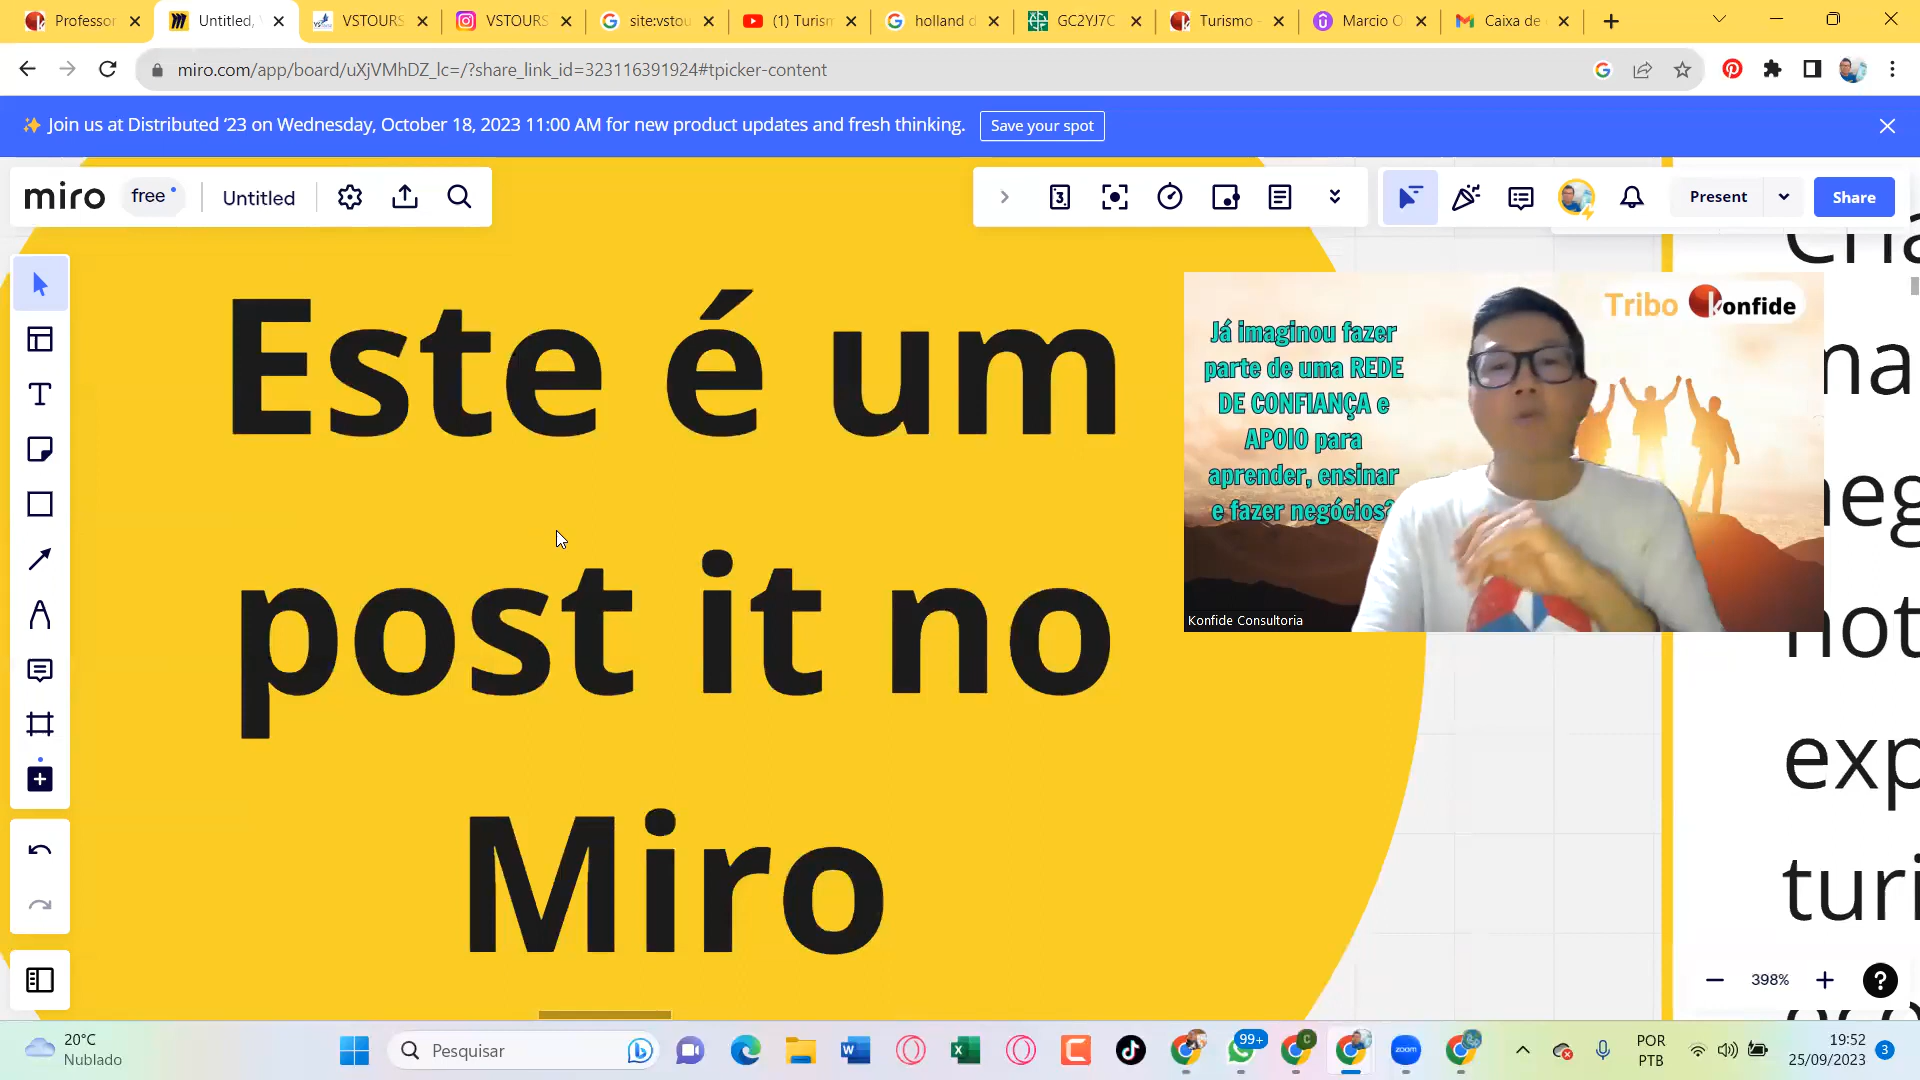 Professor
Untitled,
VSTOURS
VSTOURS
site:vstou
(1) Turism
holland d
GC2YJ7C
Turismo -
Marcio O
Caixa de
miro.com/app/board/uXjVMhDZ_lc=/?share_link_id=323116391924#tpicker-content
✨ Join us at Distributed ‘23 on Wednesday, October 18, 2023 11:00 AM for new product updates and fresh thinking.
Save your spot
miro
free
Untitled
3
Present
Share
Este é um
post it no
Miro
Já imaginou fazer
parte de uma REDE
DE CONFIANÇA e
APOIO para
aprender, ensinar
e fazer negócios?
Tribo Konfide
Konfide Consultoria
na
neg
not
exp
turi
398%
?
20°C
Nublado
Pesquisar
99+
C
zoom
POR
PTB
19:52
25/09/2023
3